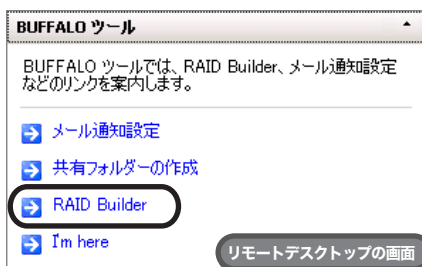 BUFFALO ツール
BUFFALO ツールでは、RAID Builder、メール通知設定
などのリンクを案内します。
メール通知設定
共有フォルダーの作成
RAID Builder
I'm here
リモートデスクトップの画面